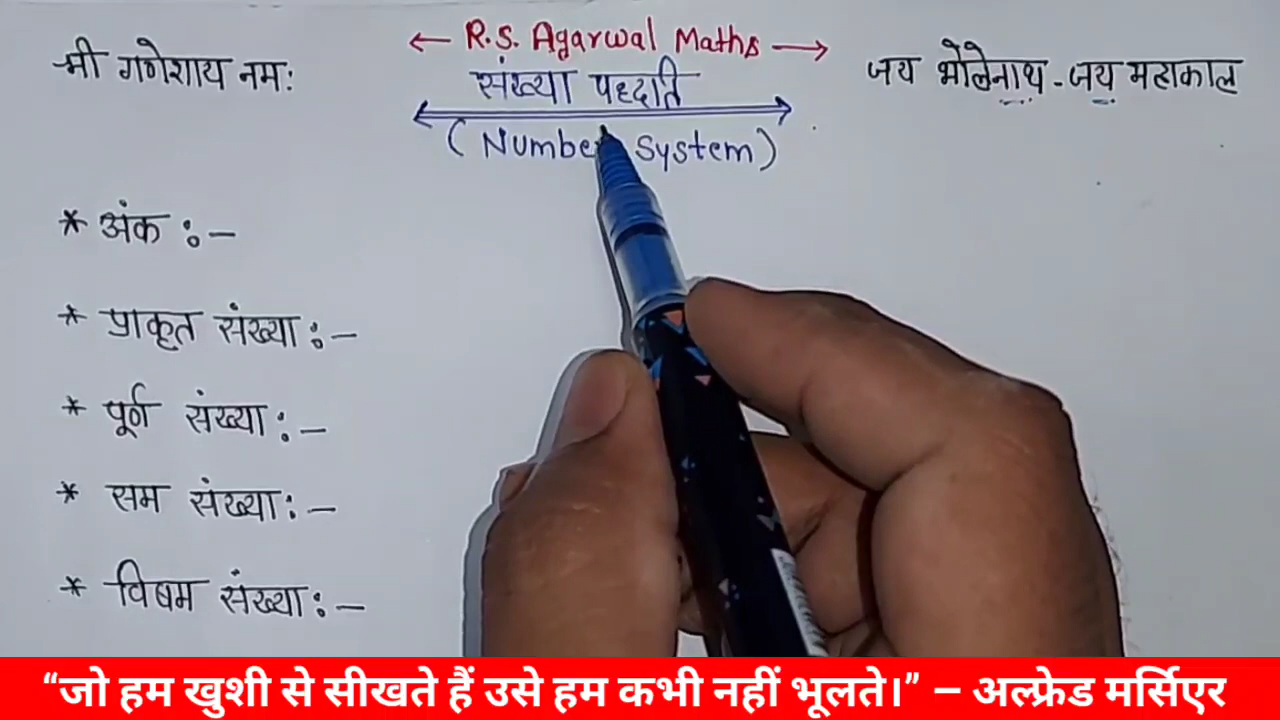 श्री गणेशाय नमः
← R.S. Agarwal Maths →
जय भोलेनाथ - जय महाकाल
संख्या पद्दति
(Number System)
* अंक :-
* प्राकृत संख्या :-
* पूर्ण संख्या :-
* सम संख्या :-
* विषम संख्या :-
“जो हम खुशी से सीखते हैं उसे हम कभी नहीं भूलते।” – अल्फ्रेड मर्सिएर